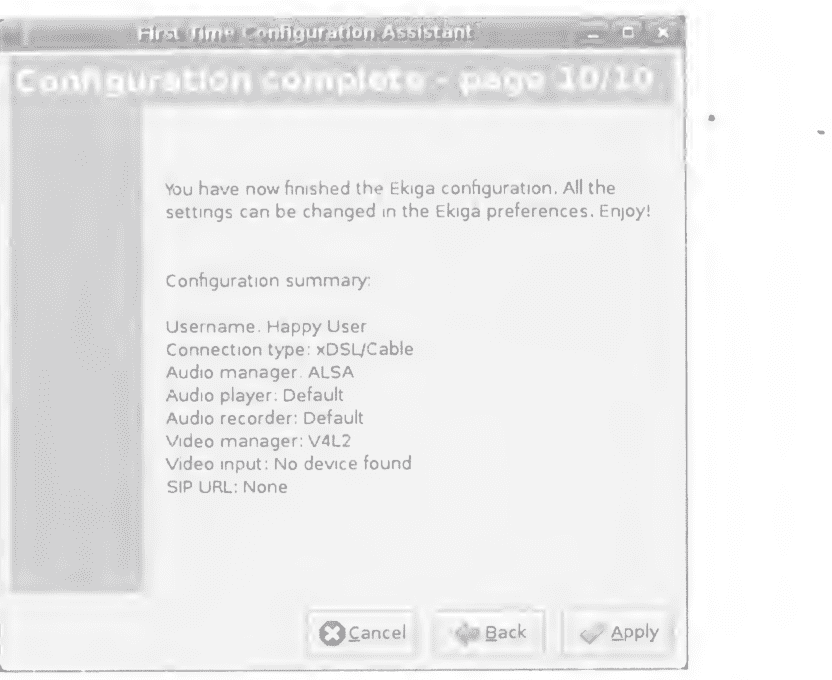 First Time Configuration Assistant
Configuration complete - page 10/10
You have now finished the Ekiga configuration. All the
settings can be changed in the Ekiga preferences. Enjoy!
Configuration summary:
Username. Happy User
Connection type: xDSL/Cable
Audio manager. ALSA
Audio player: Default
Audio recorder: Default
Video manager: V4L2
Video input: No device found
SIP URL: None
Cancel
Back
Apply